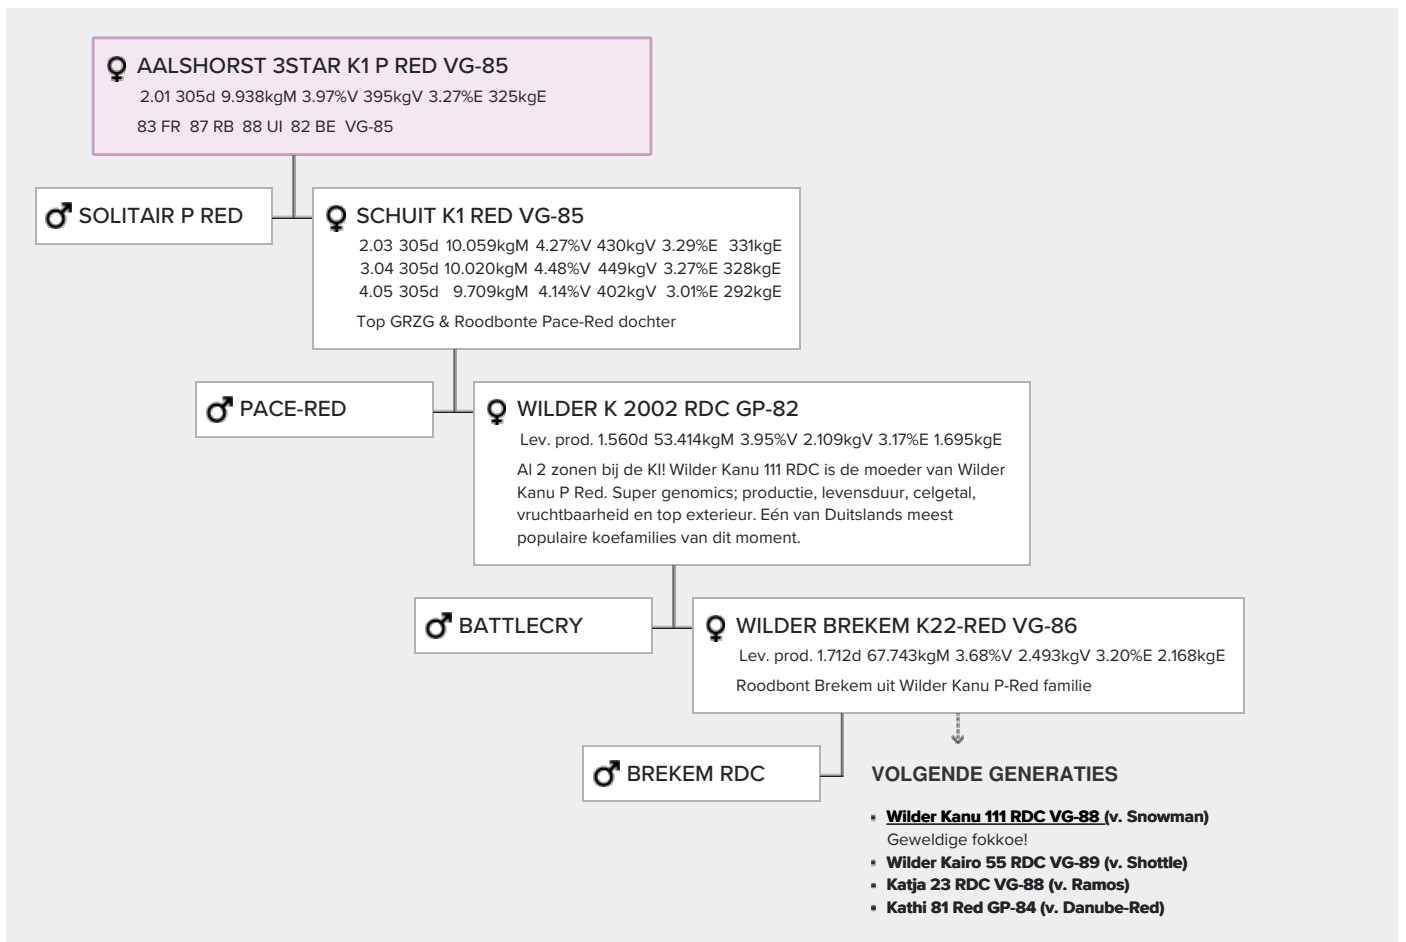 AALSHORST 3STAR K1 P RED VG-85
2.01 305d 9.938kgM 3.97%V 395kgV 3.27%E 325kgE
83 FR 87 RB 88 UI 82 BE VG-85
SOLITAIR P RED
SCHUIT K1 RED VG-85
2.03 305d 10.059kgM 4.27%V 430kgV 3.29%E 331kgE
3.04 305d 10.020kgM 4.48%V 449kgV 3.27%E 328kgE
4.05 305d 9.709kgM 4.14%V 402kgV 3.01%E 292kgE
Top GRZG & Roodbonte Pace-Red dochter
PACE-RED
WILDER K 2002 RDC GP-82
Lev. prod. 1.560d 53.414kgM 3.95%V 2.109kgV 3.17%E 1.695kgE
Al 2 zonen bij de KI! Wilder Kanu 111 RDC is de moeder van Wilder
Kanu P Red. Super genomics; productie, levensduur, celgetal,
vruchtbaarheid en top exterieur. Eén van Duitslands meest
populaire koefamilies van dit moment.
BATTLECRY
WILDER BREKEM K22-RED VG-86
Lev. prod. 1.712d 67.743kgM 3.68%V 2.493kgV 3.20%E 2.168kgE
Roodbont Brekem uit Wilder Kanu P-Red familie
BREKEM RDC
VOLGENDE GENERATIES
• Wilder Kanu 111 RDC VG-88 (v. Snowman)
Geweldige fokkoe!
• Wilder Kairo 55 RDC VG-89 (v. Shottle)
• Katja 23 RDC VG-88 (v. Ramos)
• Kathi 81 Red GP-84 (v. Danube-Red)